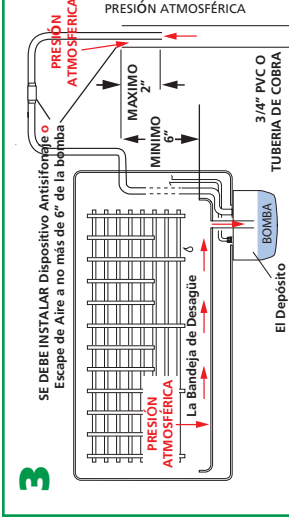 3
SE DEBE INSTALAR Dispositivo Antisifonaje o
Escape de Aire a no más de 6" de la bomba
PRESIÓN
ATMOSFÉRICA
PRESIÓN ATMOSFÉRICA
MAXIMO
2"
MINIMO
6"
3/4" PVC O
TUBERIA DE COBRA
PRESIÓN
ATMOSFÉRICA
La Bandeja de Desagüe
BOMBA
El Depósito